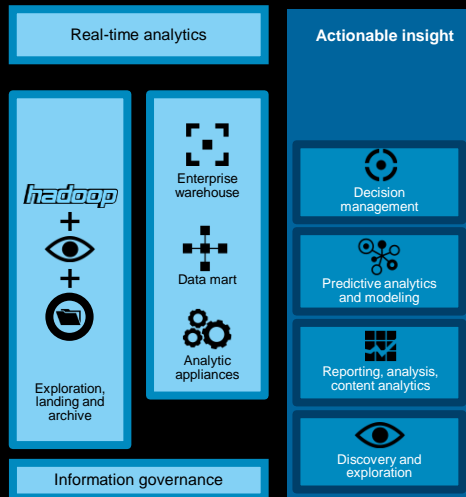 Real-time analytics
hadoop
+
+
Exploration,
landing and
archive
Enterprise
warehouse
Data mart
Analytic
appliances
Information governance
Actionable insight
Decision
management
Predictive analytics
and modeling
Reporting, analysis,
content analytics
Discovery and
exploration